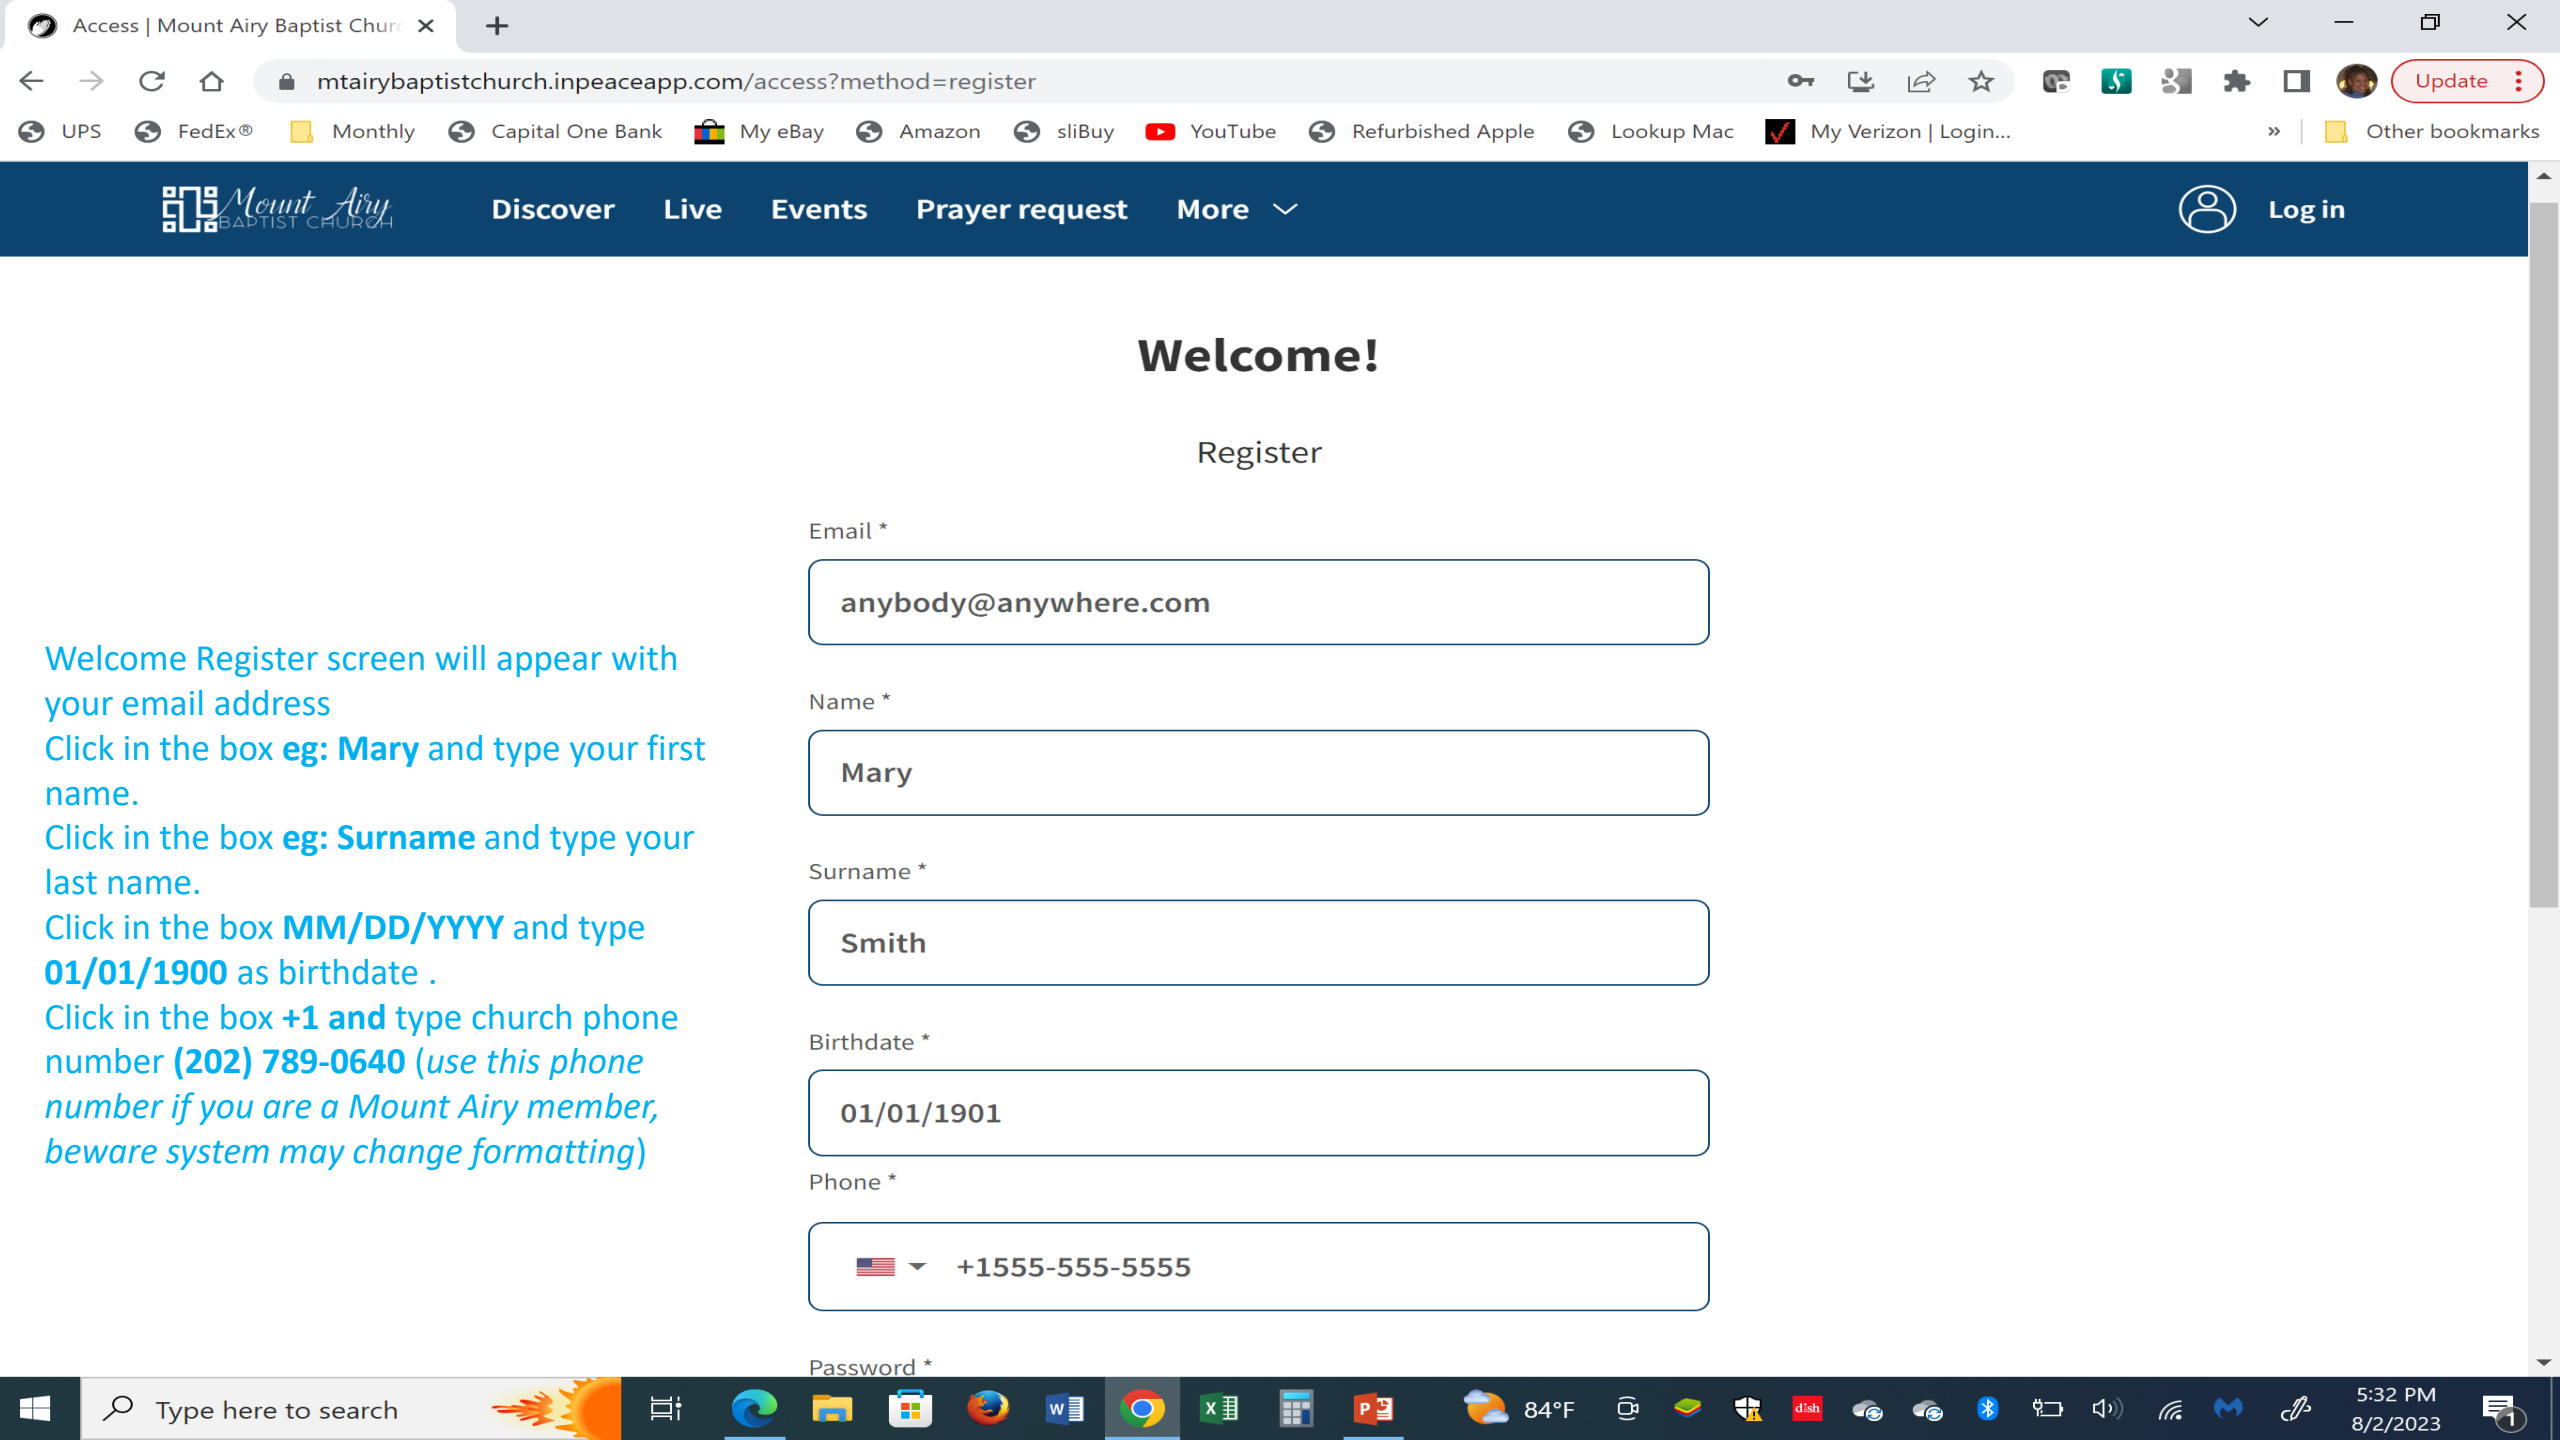 Access | Mount Airy Baptist Churc
mtairybaptistchurch.inpeaceapp.com/access?method=register
Update
UPS FedEx® Monthly Capital One Bank My eBay Amazon sliBuy YouTube Refurbished Apple Lookup Mac My Verizon | Login... » Other bookmarks
Mount Airy
BAPTIST CHURCH
Discover Live Events Prayer request More Log in
Welcome!
Register
Email *
anybody@anywhere.com
Name *
Mary
Surname *
Smith
Birthdate *
01/01/1901
Phone *
+1555-555-5555
Password *
Welcome Register screen will appear with
your email address
Click in the box eg: Mary and type your first
name.
Click in the box eg: Surname and type your
last name.
Click in the box MM/DD/YYYY and type
01/01/1900 as birthdate .
Click in the box +1 and type church phone
number (202) 789-0640 (use this phone
number if you are a Mount Airy member,
beware system may change formatting)
Type here to search
84°F
dish
5:32 PM
8/2/2023
1